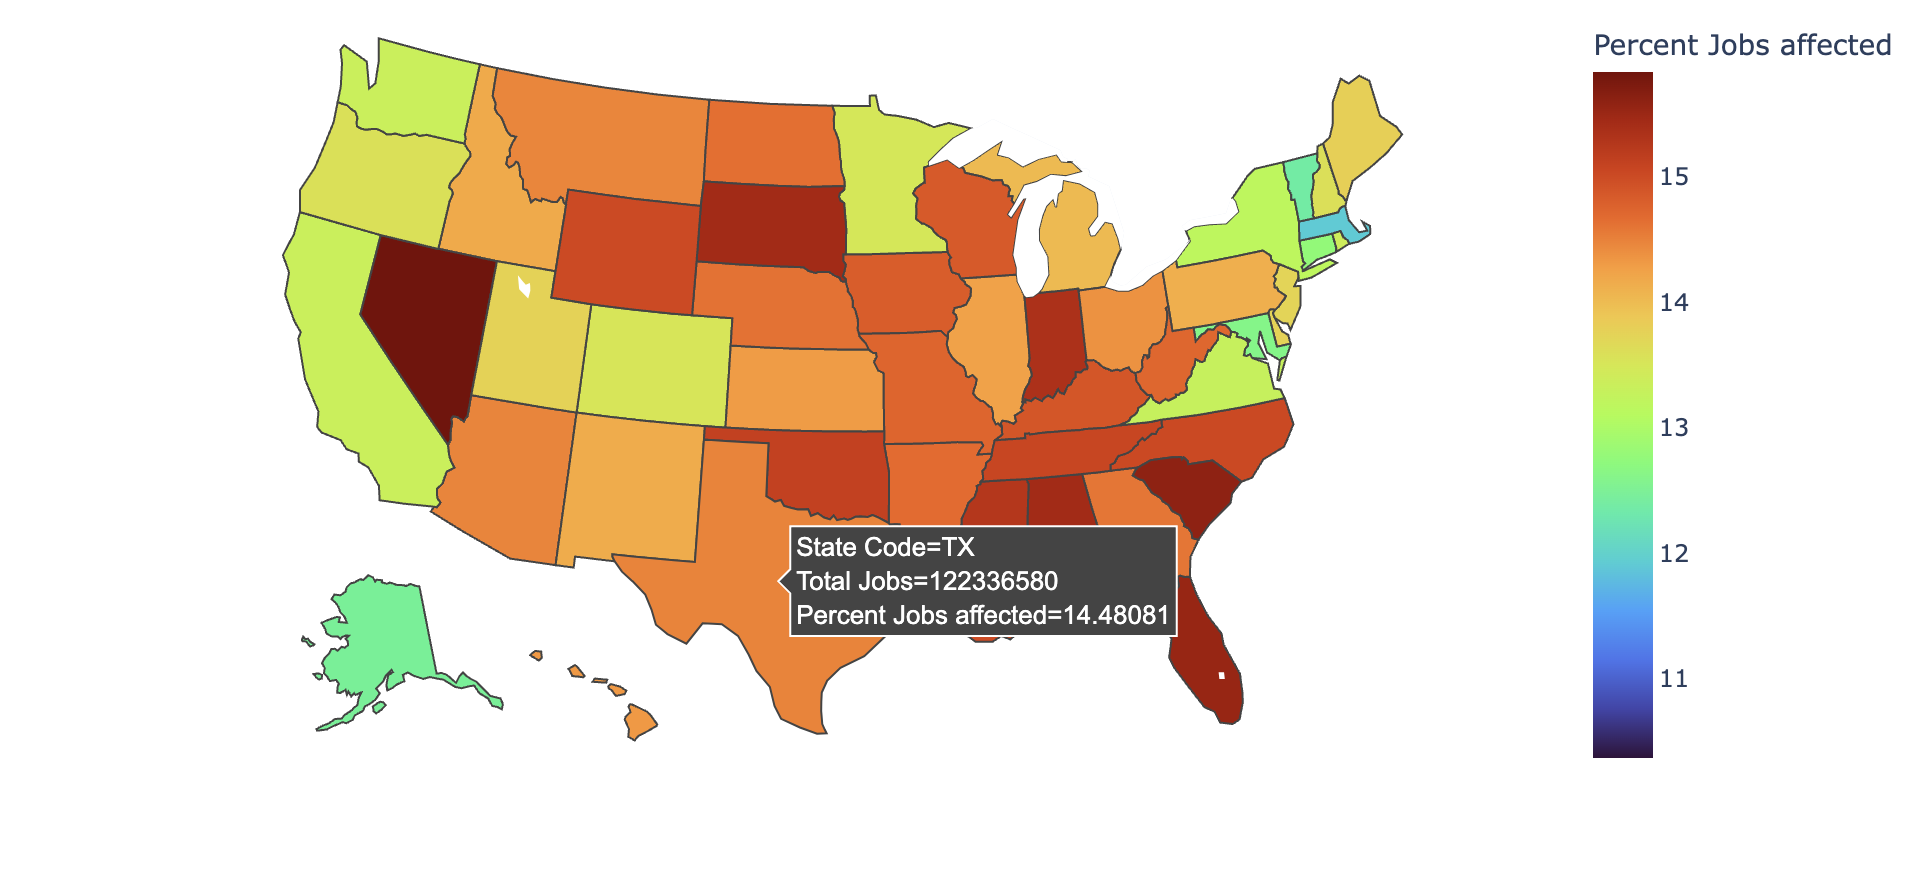 Percent Jobs affected
15
14
13
12
11
State Code=TX
Total Jobs=122336580
Percent Jobs affected=14.48081